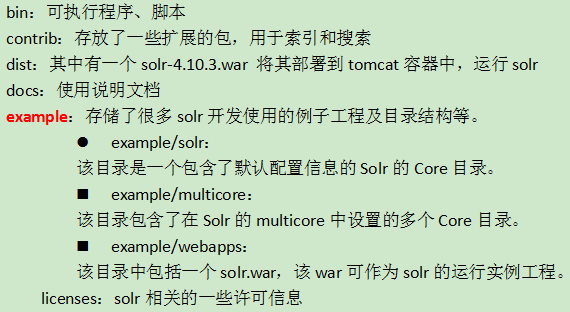 bin：可执行程序、脚本
contrib：存放了一些扩展的包，用于索引和搜索
dist：其中有一个 solr-4.10.3.war 将其部署到 tomcat 容器中，运行 solr
docs：使用说明文档
example：存储了很多 solr 开发使用的例子工程及目录结构等。
● example/solr：
该目录是一个包含了默认配置信息的 Solr 的 Core 目录。
■ example/multicore：
该目录包含了在 Solr 的 multicore 中设置的多个 Core 目录。
■ example/webapps：
该目录中包括一个 solr.war，该 war 可作为 solr 的运行实例工程。
licenses：solr 相关的一些许可信息